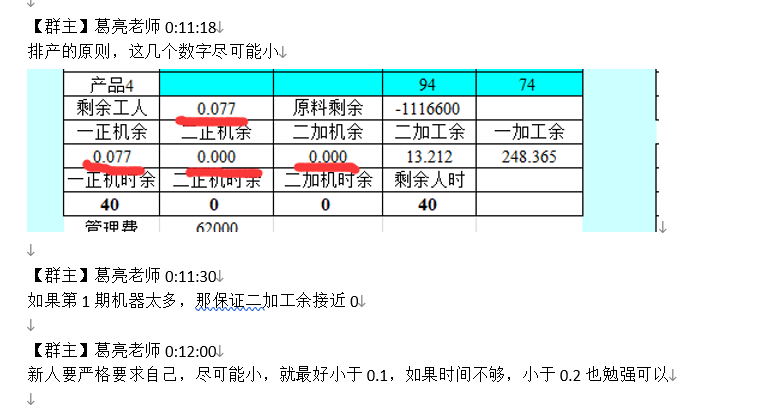 【群主】葛亮老师 0:11:18
排产的原则，这几个数字尽可能小
产品4 94 74
剩余工人 0.077 原料剩余 -1116600
一正机余 二正机余 二加机余 二加工余 一加工余
0.077 0.000 0.000 13.212 248.365
一正机时余 二正机时余 二加机时余 剩余人时
40 0 0 40
管理费 62000
【群主】葛亮老师 0:11:30
如果第 1 期机器太多，那保证二加工余接近 0
【群主】葛亮老师 0:12:00
新人要严格要求自己，尽可能小，就最好小于 0.1，如果时间不够，小于 0.2 也勉强可以